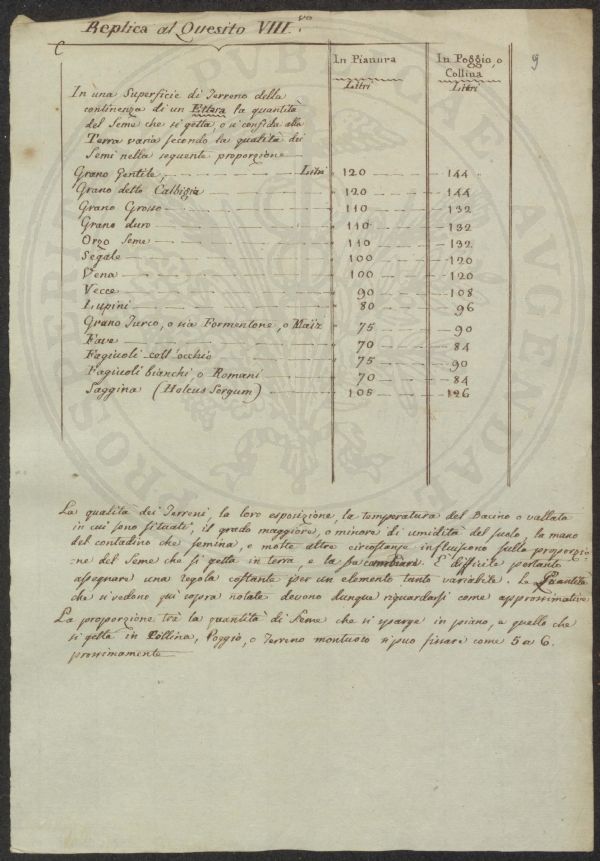 Replica al Quesito VIII.vo
C
In Pianura
In Poggio, o
Collina
9
Litri
Litri
In una Superficie di Terreno della
continenza di un Ettara la quantità
del Seme che si getta, o si confida alla
Terra varia secondo la qualità dei
Semi nella seguente proporzione
Grano Gentile Litri 120 144
Grano detto Calbigia 120 144
Grano Grosso 110 132
Grano duro 110 132
Orzo Seme 110 132
Segale 100 120
Vena 100 120
Vecce 90 108
Lupini 80 96
Grano Turco, o sia Formentone, o Maïz 75 90
Fave 70 84
Fagiuoli coll'occhio 75 90
Fagiuoli bianchi o Romani 70 84
Saggina (Holcus Sorgum) 105 126
La qualità dei Terreni, la loro esposizione, la temperatura del Bacino o vallata
in cui sono situati, il grado maggiore, o minore di umidità del suolo, la mano
del contadino che semina, e molte altre circostanze influiscono sulla proporzio-
ne del Seme che si getta in terra, e la fa cambiare. È difficile portanto
assegnare una regola costante per un elemento tanto variabile. Le Quantità
che si vedono qui sopra notate devono dunque riguardarsi come approssimative
La proporzione trà la quantità di Seme che si sparge in piano, a quello che
si getta in Collina, Poggio, o Terreno montuoso si può fissare come 5 a 6.
prossimamente
PUBLICAE
AUGENDAE
PROSPERI